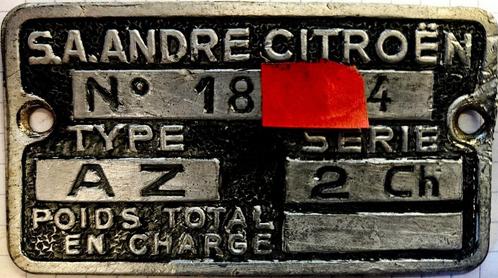 S.A.ANDRE CITROËN
N° 18 4
TYPE SERIE
AZ 2 Ch
POIDS TOTAL
EN CHARGE